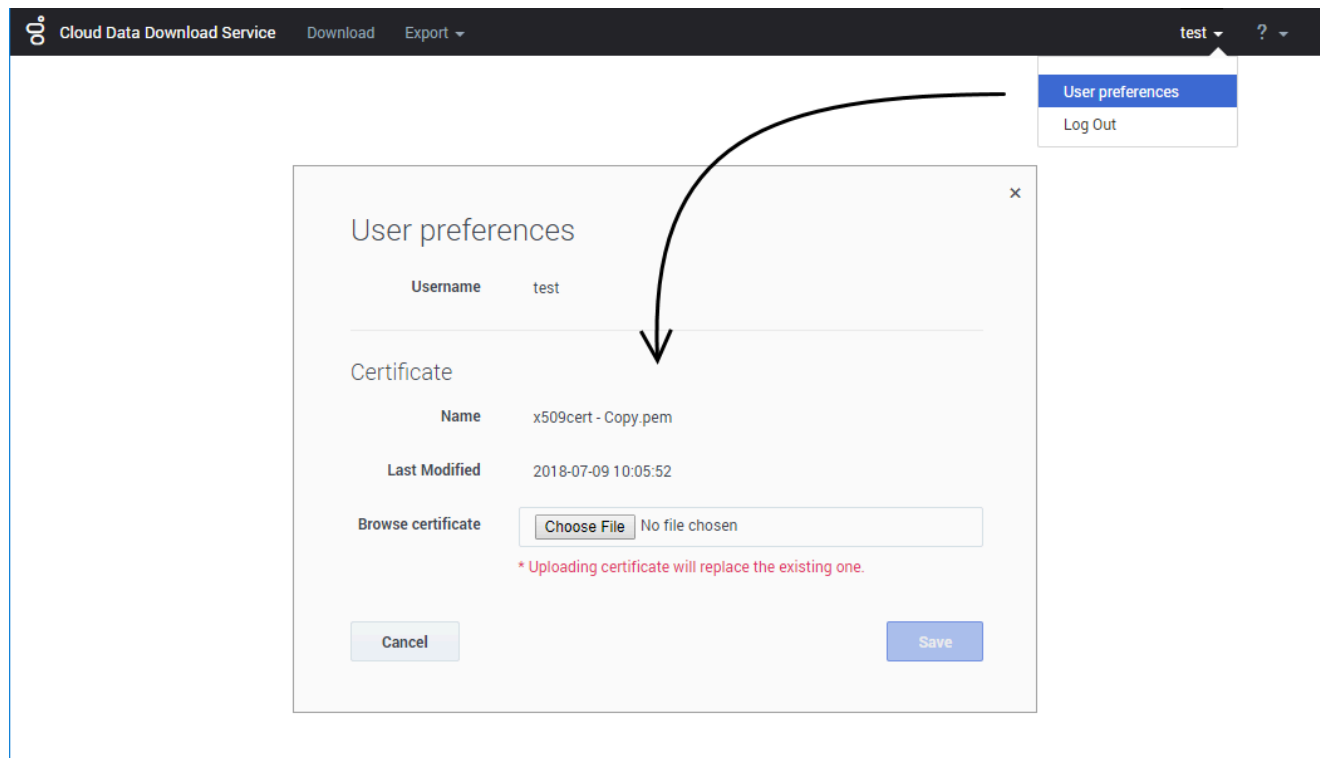 Cloud Data Download Service Download Export test ?
User preferences
Log Out
×
User preferences
Username test
Certificate
Name x509cert - Copy.pem
Last Modified 2018-07-09 10:05:52
Browse certificate Choose File No file chosen
* Uploading certificate will replace the existing one.
Cancel Save